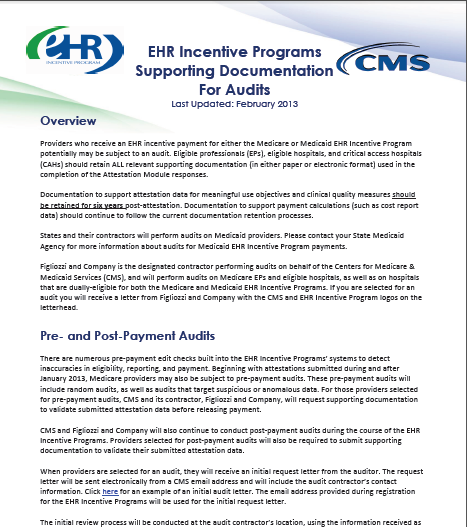 EHR
INCENTIVE PROGRAM
EHR Incentive Programs
CMS
Supporting Documentation
For Audits
Last Updated: February 2013
Overview
Providers who receive an EHR incentive payment for either the Medicare or Medicaid EHR Incentive Program
potentially may be subject to an audit. Eligible professionals (EPs), eligible hospitals, and critical access hospitals
(CAHs) should retain ALL relevant supporting documentation (in either paper or electronic format) used in the
completion of the Attestation Module responses.
Documentation to support attestation data for meaningful use objectives and clinical quality measures should
be retained for six years post-attestation. Documentation to support payment calculations (such as cost report
data) should continue to follow the current documentation retention processes.
States and their contractors will perform audits on Medicaid providers. Please contact your State Medicaid
Agency for more information about audits for Medicaid EHR Incentive Program payments.
Figliozzi and Company is the designated contractor performing audits on behalf of the Centers for Medicare &
Medicaid Services (CMS), and will perform audits on Medicare EPs and eligible hospitals, as well as on hospitals
that are dually-eligible for both the Medicare and Medicaid EHR Incentive Programs. If you are selected for an
audit you will receive a letter from Figliozzi and Company with the CMS and EHR Incentive Program logos on the
letterhead.
Pre- and Post-Payment Audits
There are numerous pre-payment edit checks built into the EHR Incentive Programs' systems to detect
inaccuracies in eligibility, reporting, and payment. Beginning with attestations submitted during and after
January 2013, Medicare providers may also be subject to pre-payment audits. These pre-payment audits will
include random audits, as well as audits that target suspicious or anomalous data. For those providers selected
for pre-payment audits, CMS and its contractor, Figliozzi and Company, will request supporting documentation
to validate submitted attestation data before releasing payment.
CMS and Figliozzi and Company will also continue to conduct post-payment audits during the course of the EHR
Incentive Programs. Providers selected for post-payment audits will also be required to submit supporting
documentation to validate their submitted attestation data.
When providers are selected for an audit, they will receive an initial request letter from the auditor. The request
letter will be sent electronically from a CMS email address and will include the audit contractor's contact
information. Click here for an example of an initial audit letter. The email address provided during registration
for the EHR Incentive Programs will be used for the initial request letter.
The initial review process will be conducted at the audit contractor's location, using the information received as